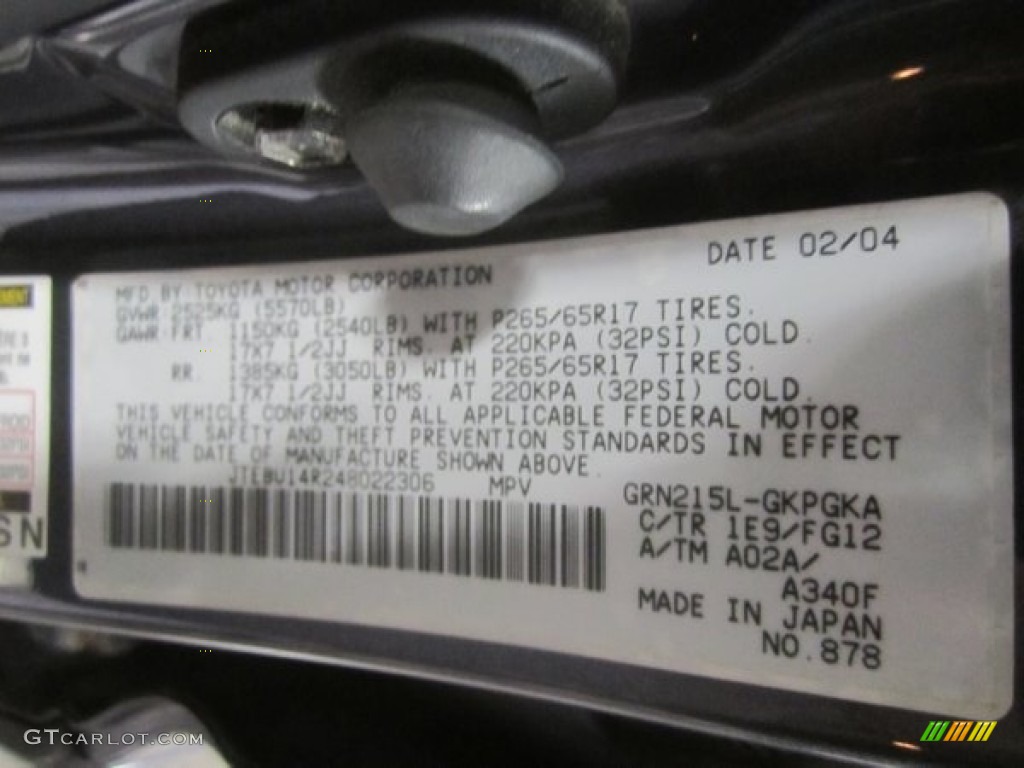 DATE 02/04
MFD BY TOYOTA MOTOR CORPORATION
GVWR 2525KG (5570LB)
GAWR FRT 1150KG (2540LB) WITH P265/65R17 TIRES.
17X7 1/2JJ RIMS. AT 220KPA (32PSI) COLD.
RR. 1385KG (3050LB) WITH P265/65R17 TIRES.
17X7 1/2JJ RIMS. AT 220KPA (32PSI) COLD.
THIS VEHICLE CONFORMS TO ALL APPLICABLE FEDERAL MOTOR
VEHICLE SAFETY AND THEFT PREVENTION STANDARDS IN EFFECT
ON THE DATE OF MANUFACTURE SHOWN ABOVE.
JTEBU14R248022306 MPV
GRN215L-GKPGKA
C/TR 1E9/FG12
A/TM A02A/
A340F
MADE IN JAPAN
NO.878
SN
GTCARLOT.COM